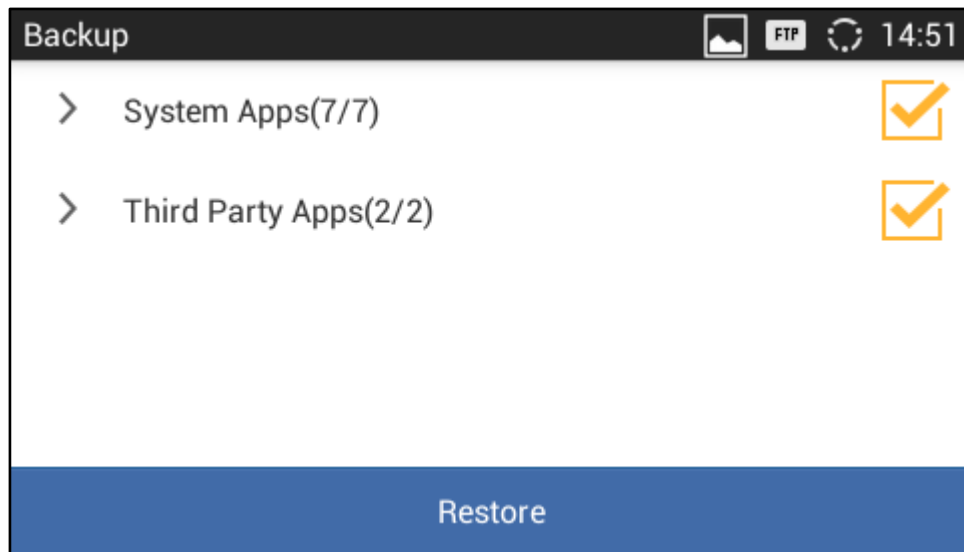 Backup FTP 14:51
System Apps(7/7)
Third Party Apps(2/2)
Restore